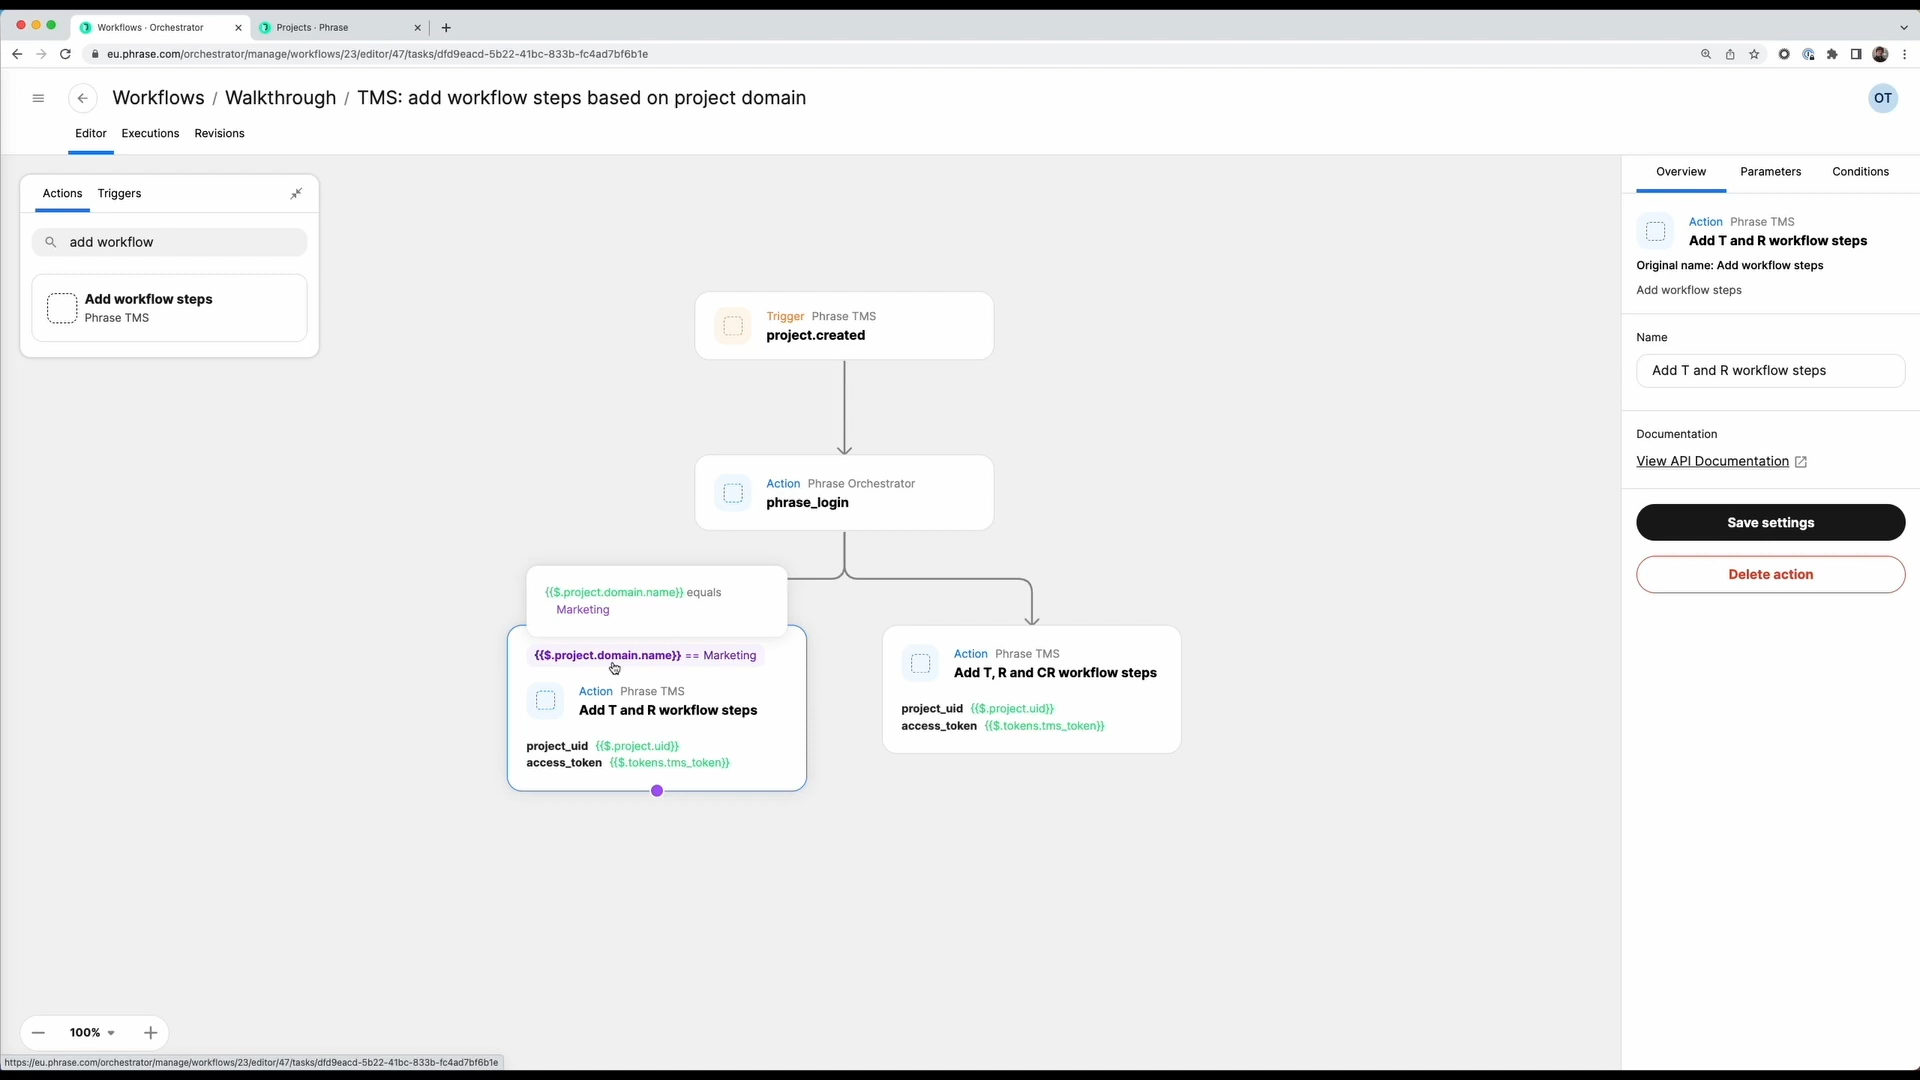 Workflows · Orchestrator
Projects · Phrase
eu.phrase.com/orchestrator/manage/workflows/23/editor/47/tasks/dfd9eacd-5b22-41bc-833b-fc4ad7bf6b1e
Workflows / Walkthrough / TMS: add workflow steps based on project domain
OT
Editor Executions Revisions
Actions Triggers
add workflow
Add workflow steps
Phrase TMS
Trigger Phrase TMS
project.created
Action Phrase Orchestrator
phrase_login
{{$.project.domain.name}} equals
Marketing
{{$.project.domain.name}} == Marketing
Action Phrase TMS
Add T and R workflow steps
project_uid {{$.project.uid}}
access_token {{$.tokens.tms_token}}
Action Phrase TMS
Add T, R and CR workflow steps
project_uid {{$.project.uid}}
access_token {{$.tokens.tms_token}}
Overview Parameters Conditions
Action Phrase TMS
Add T and R workflow steps
Original name: Add workflow steps
Add workflow steps
Name
Add T and R workflow steps
Documentation
View API Documentation
Save settings
Delete action
100%
https://eu.phrase.com/orchestrator/manage/workflows/23/editor/47/tasks/dfd9eacd-5b22-41bc-833b-fc4ad7bf6b1e